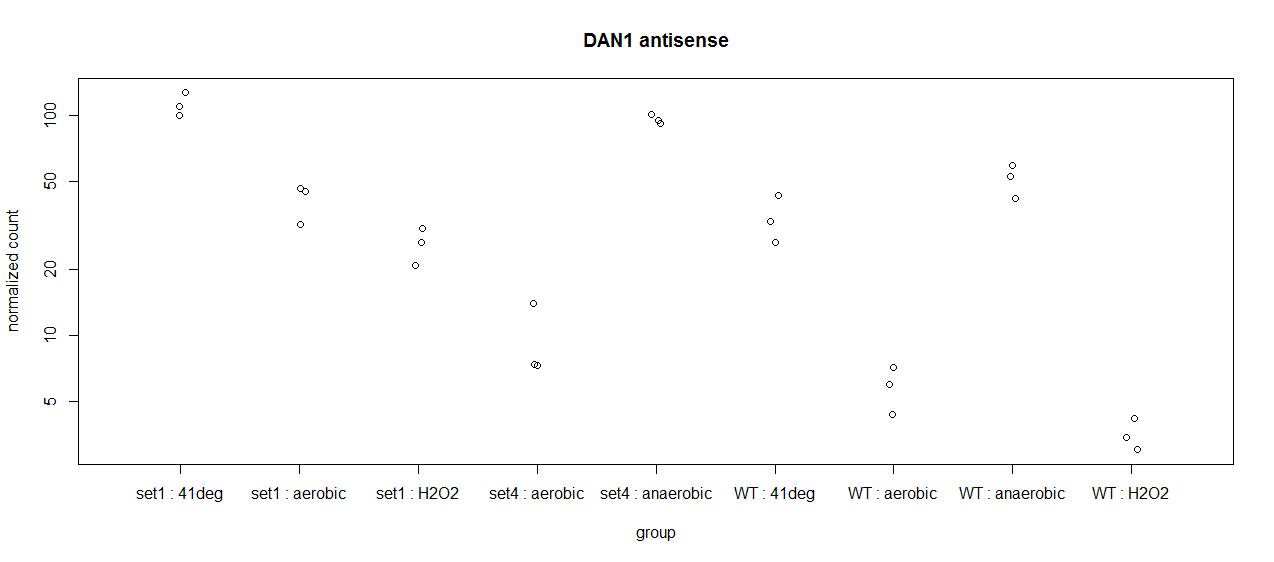 DAN1 antisense
normalized count
100
50
20
10
5
set1 : 41deg
set1 : aerobic
set1 : H2O2
set4 : aerobic
set4 : anaerobic
WT : 41deg
WT : aerobic
WT : anaerobic
WT : H2O2
group